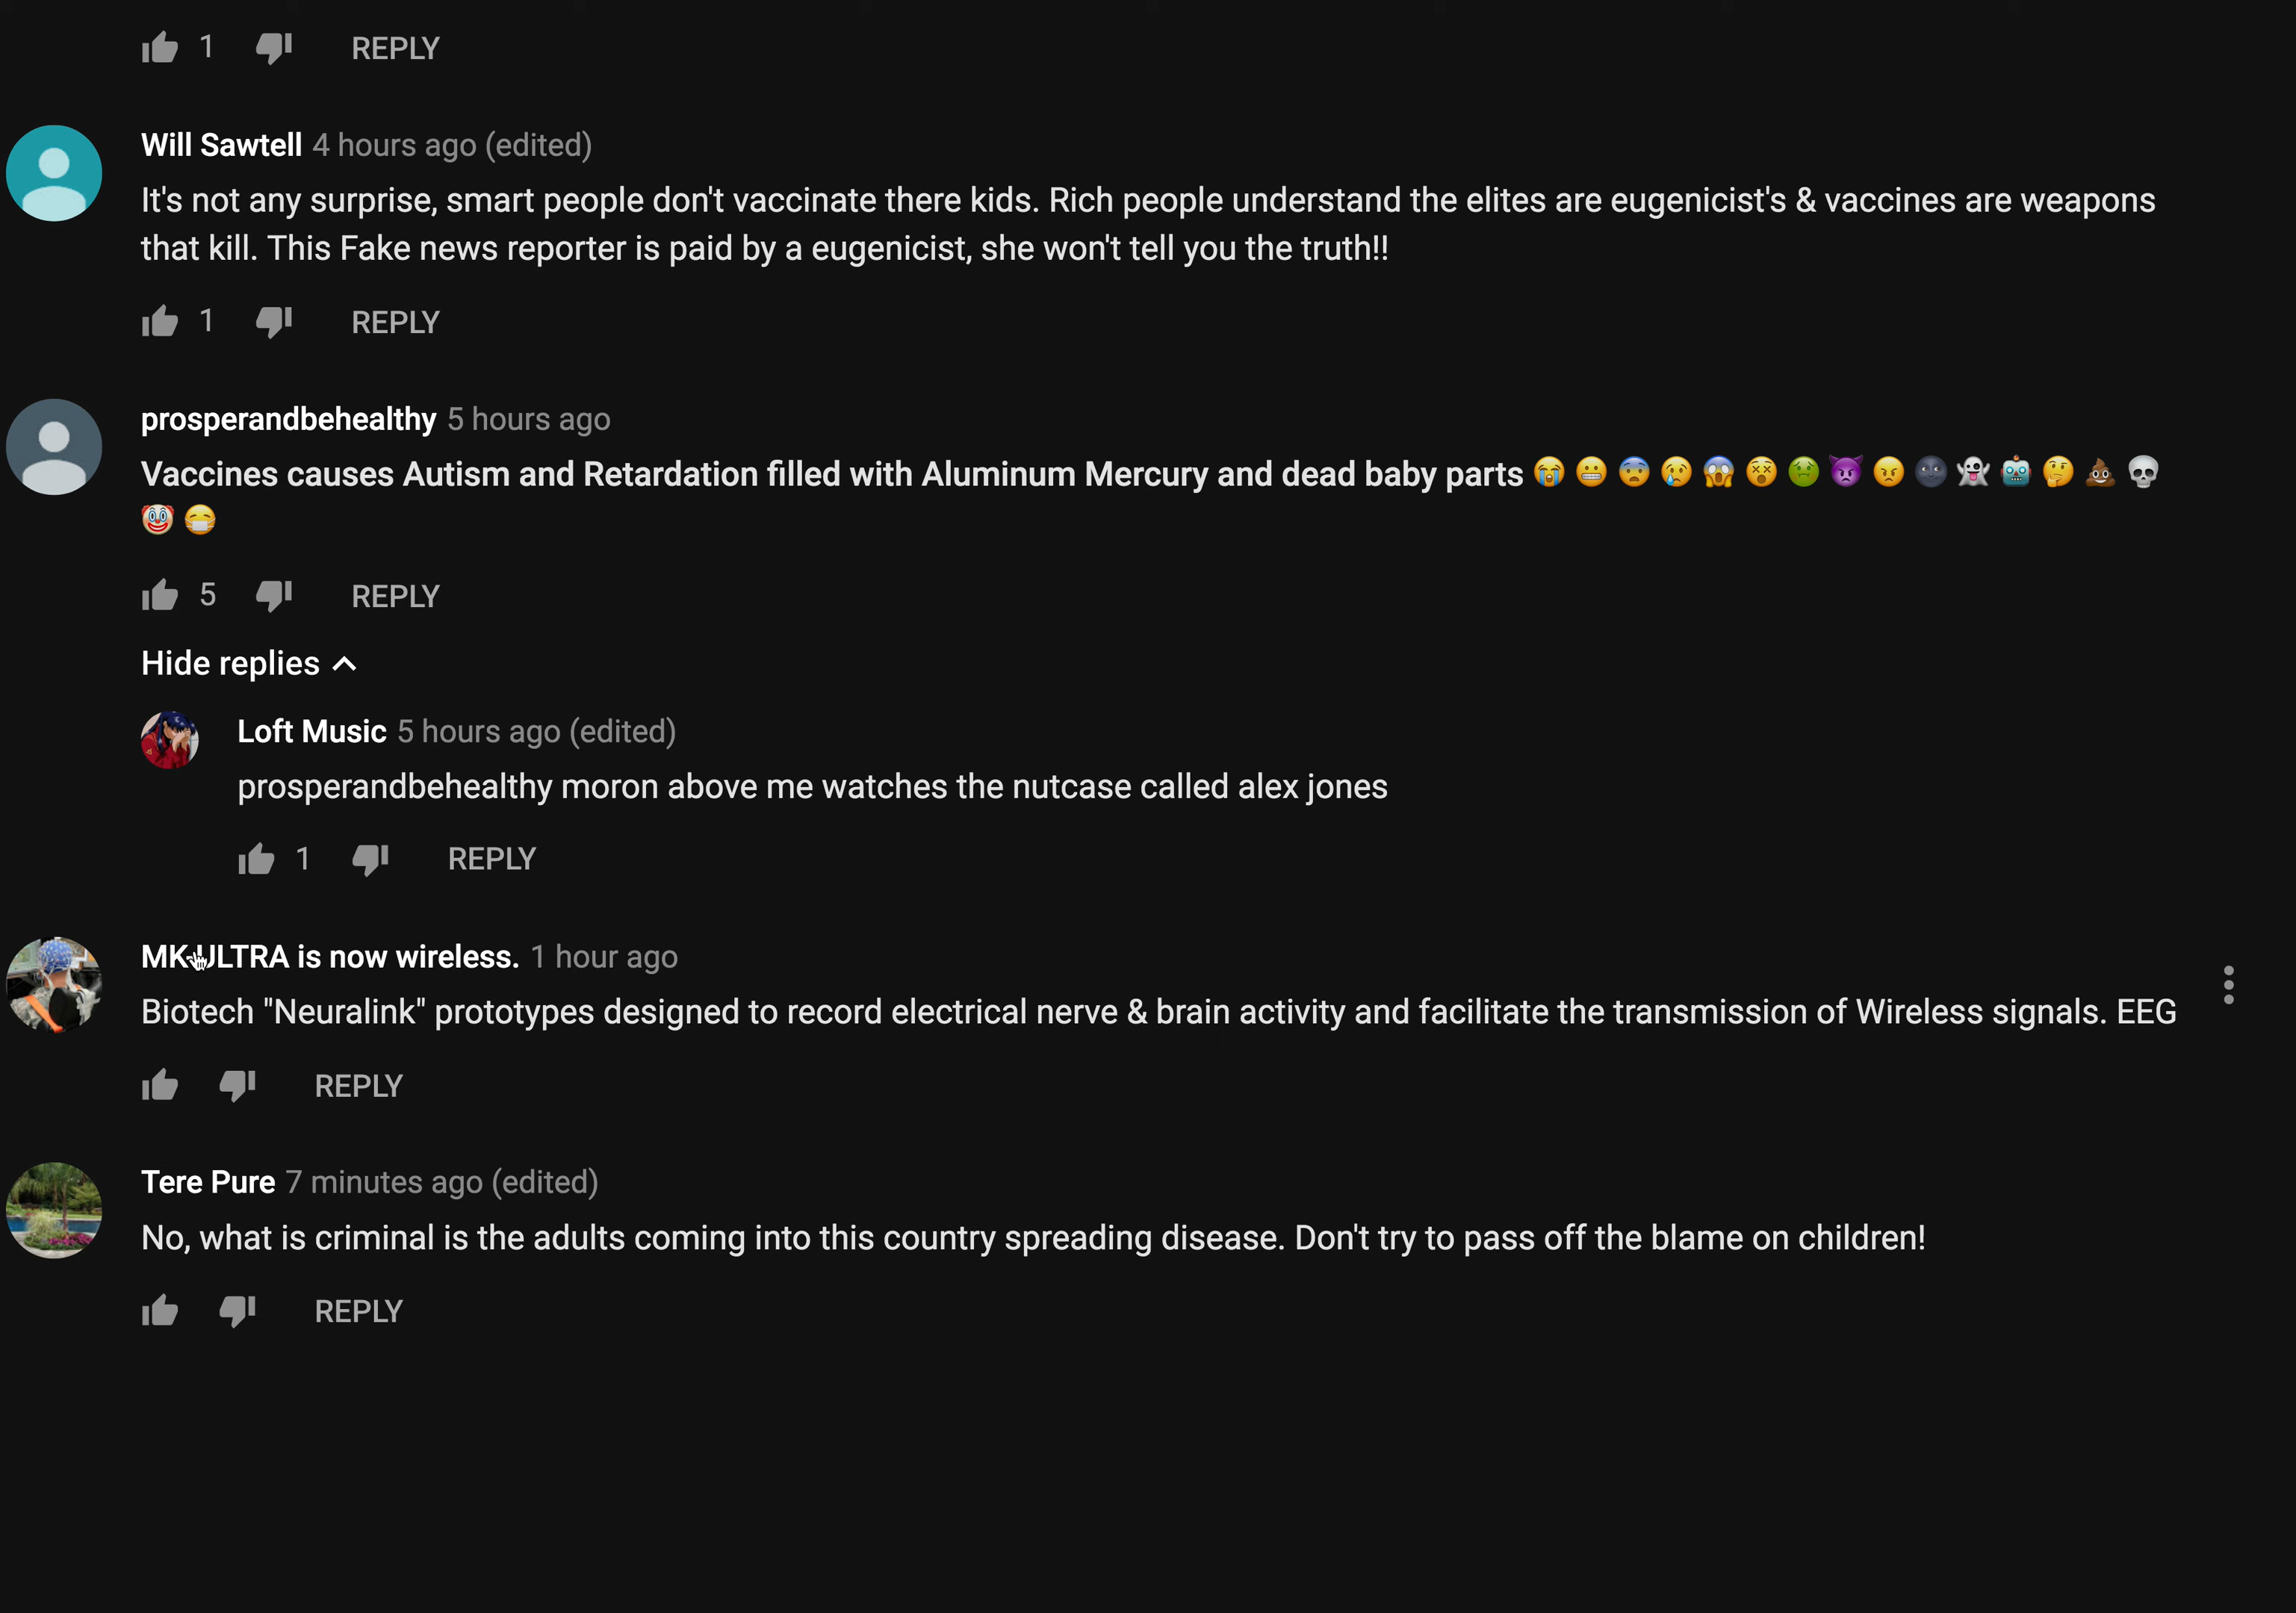 1 REPLY
Will Sawtell 4 hours ago (edited)
It's not any surprise, smart people don't vaccinate there kids. Rich people understand the elites are eugenicist's & vaccines are weapons
that kill. This Fake news reporter is paid by a eugenicist, she won't tell you the truth!!
1 REPLY
prosperandbehealthy 5 hours ago
Vaccines causes Autism and Retardation filled with Aluminum Mercury and dead baby parts 😭😬😨😢😱😵🤢👿😠🌚👻🤖🤔💩💀
🤡😷
5 REPLY
Hide replies
Loft Music 5 hours ago (edited)
prosperandbehealthy moron above me watches the nutcase called alex jones
1 REPLY
MK-ULTRA is now wireless. 1 hour ago
Biotech "Neuralink" prototypes designed to record electrical nerve & brain activity and facilitate the transmission of Wireless signals. EEG
REPLY
Tere Pure 7 minutes ago (edited)
No, what is criminal is the adults coming into this country spreading disease. Don't try to pass off the blame on children!
REPLY